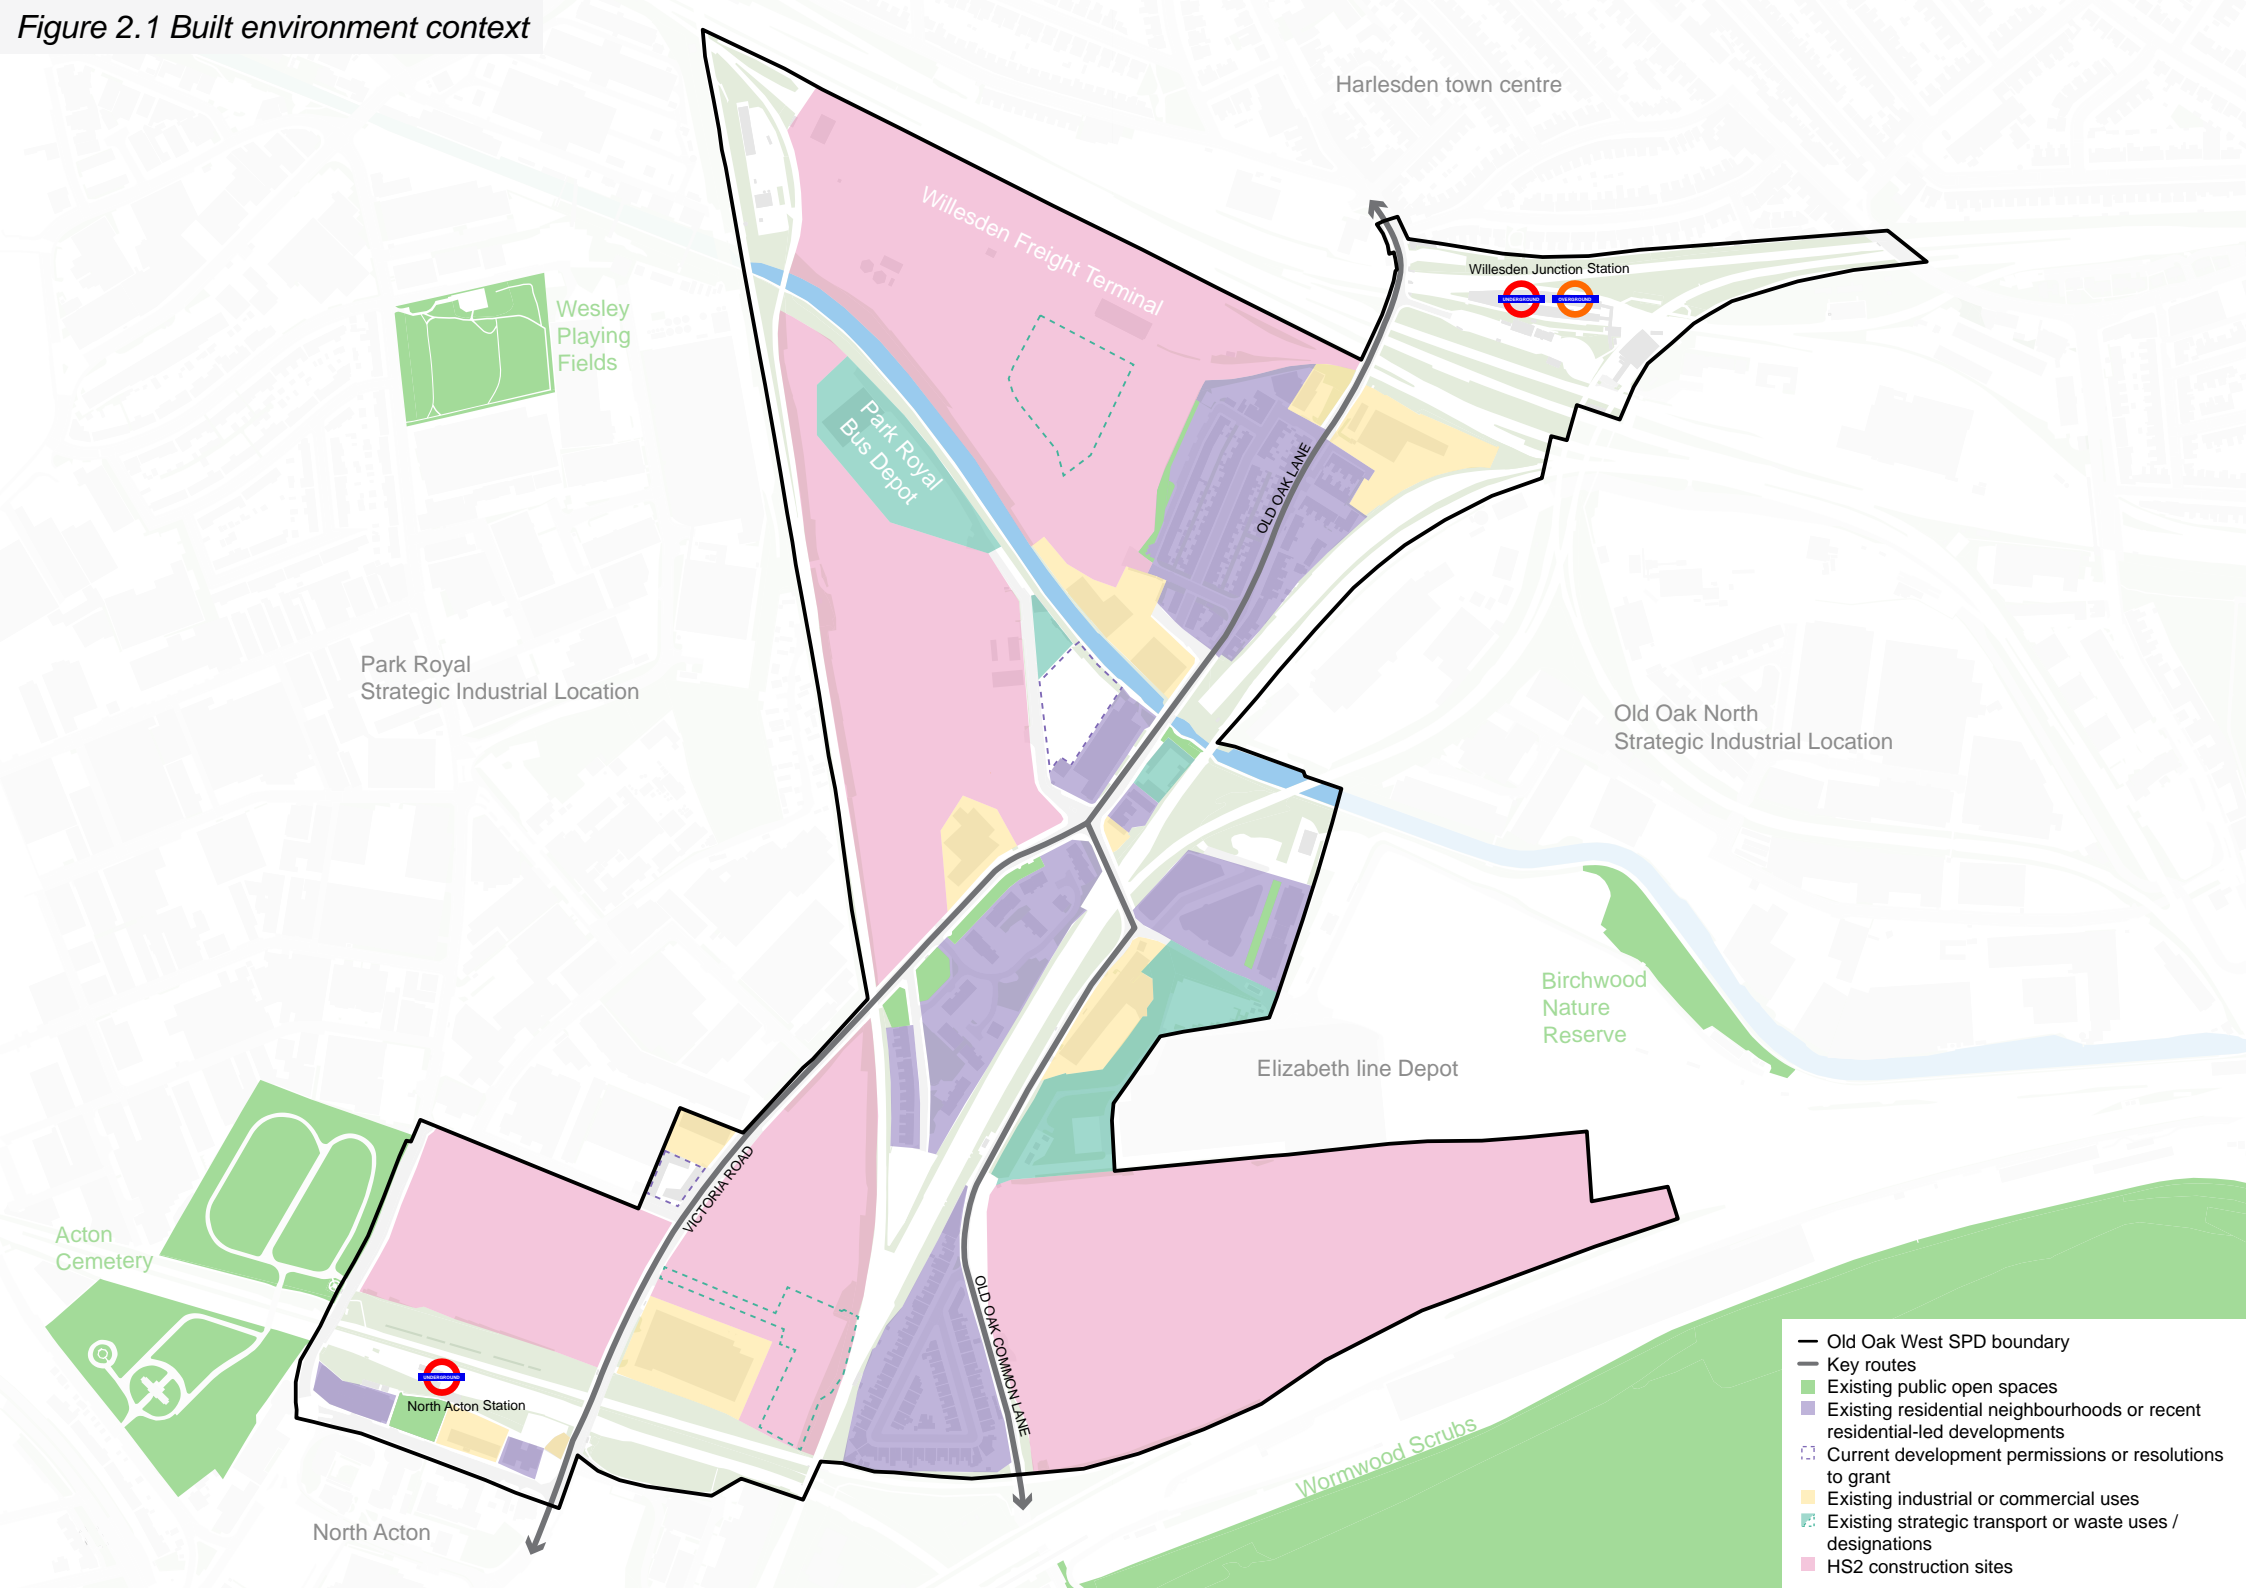 Figure 2.1 Built environment context
Harlesden town centre
Willesden Freight Terminal
Willesden Junction Station
UNDERGROUND
OVERGROUND
Wesley
Playing
Fields
Park Royal
Bus Depot
OLD OAK LANE
Park Royal
Strategic Industrial Location
Old Oak North
Strategic Industrial Location
Birchwood
Nature
Reserve
Elizabeth line Depot
VICTORIA ROAD
Acton
Cemetery
OLD OAK COMMON LANE
UNDERGROUND
North Acton Station
Wormwood Scrubs
North Acton
Old Oak West SPD boundary
Key routes
Existing public open spaces
Existing residential neighbourhoods or recent
residential-led developments
Current development permissions or resolutions
to grant
Existing industrial or commercial uses
Existing strategic transport or waste uses /
designations
HS2 construction sites